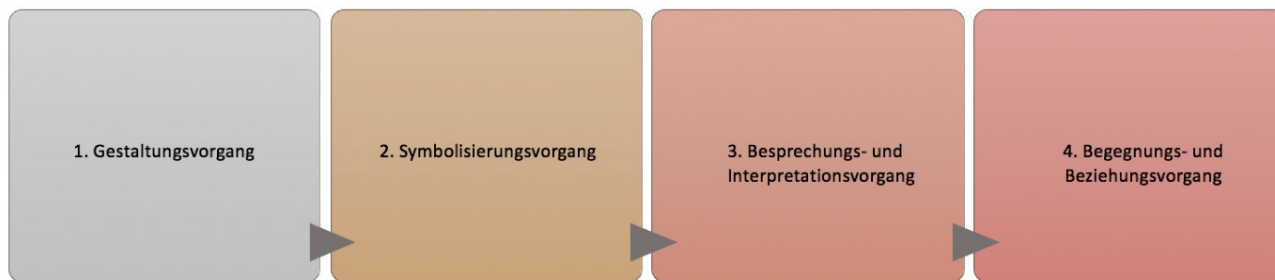 1. Gestaltungsvorgang
2. Symbolisierungsvorgang
3. Besprechungs- und
Interpretationsvorgang
4. Begegnungs- und
Beziehungsvorgang